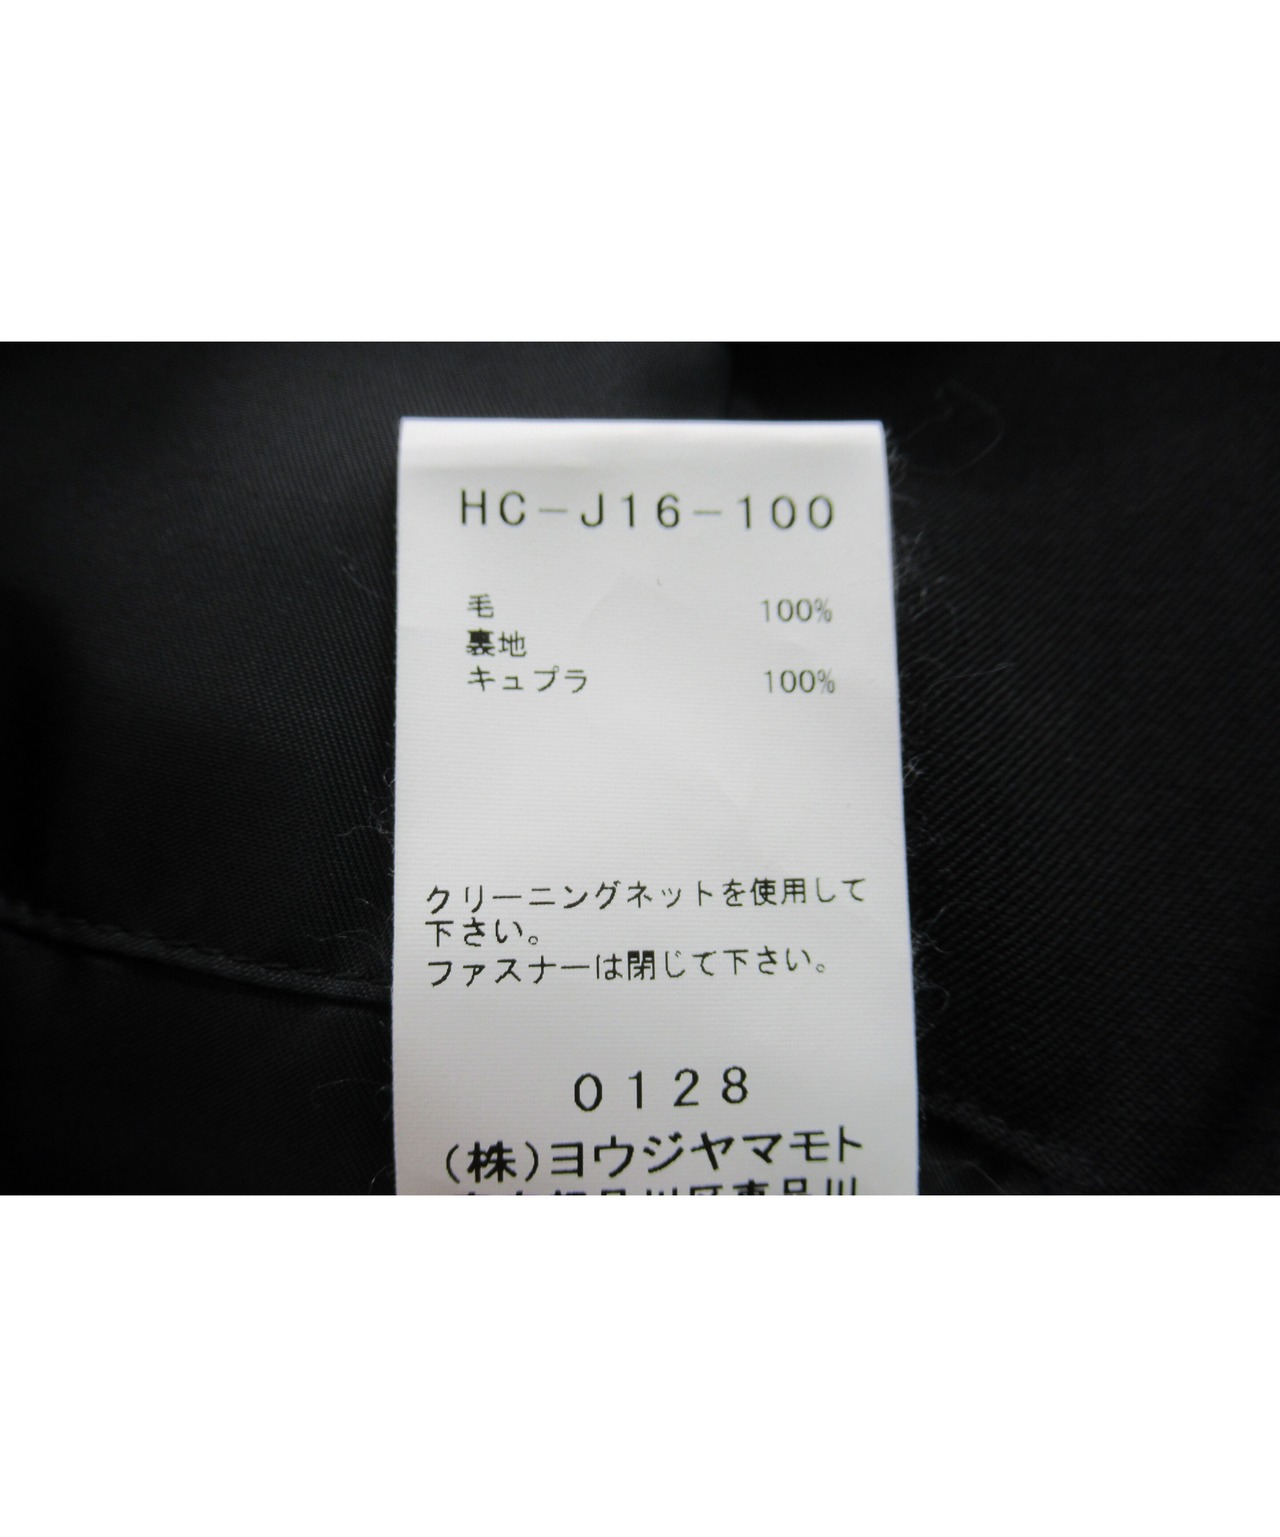 HC-J16-100
毛 100%
裏地
キュプラ 100%
クリーニングネットを使用して
下さい。
ファスナーは閉じて下さい。
0128
(株)ヨウジヤマモト